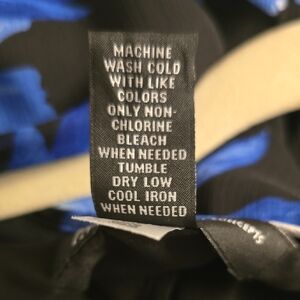 MACHINE
WASH COLD
WITH LIKE
COLORS
ONLY NON-
CHLORINE
BLEACH
WHEN NEEDED
TUMBLE
DRY LOW
COOL IRON
WHEN NEEDED